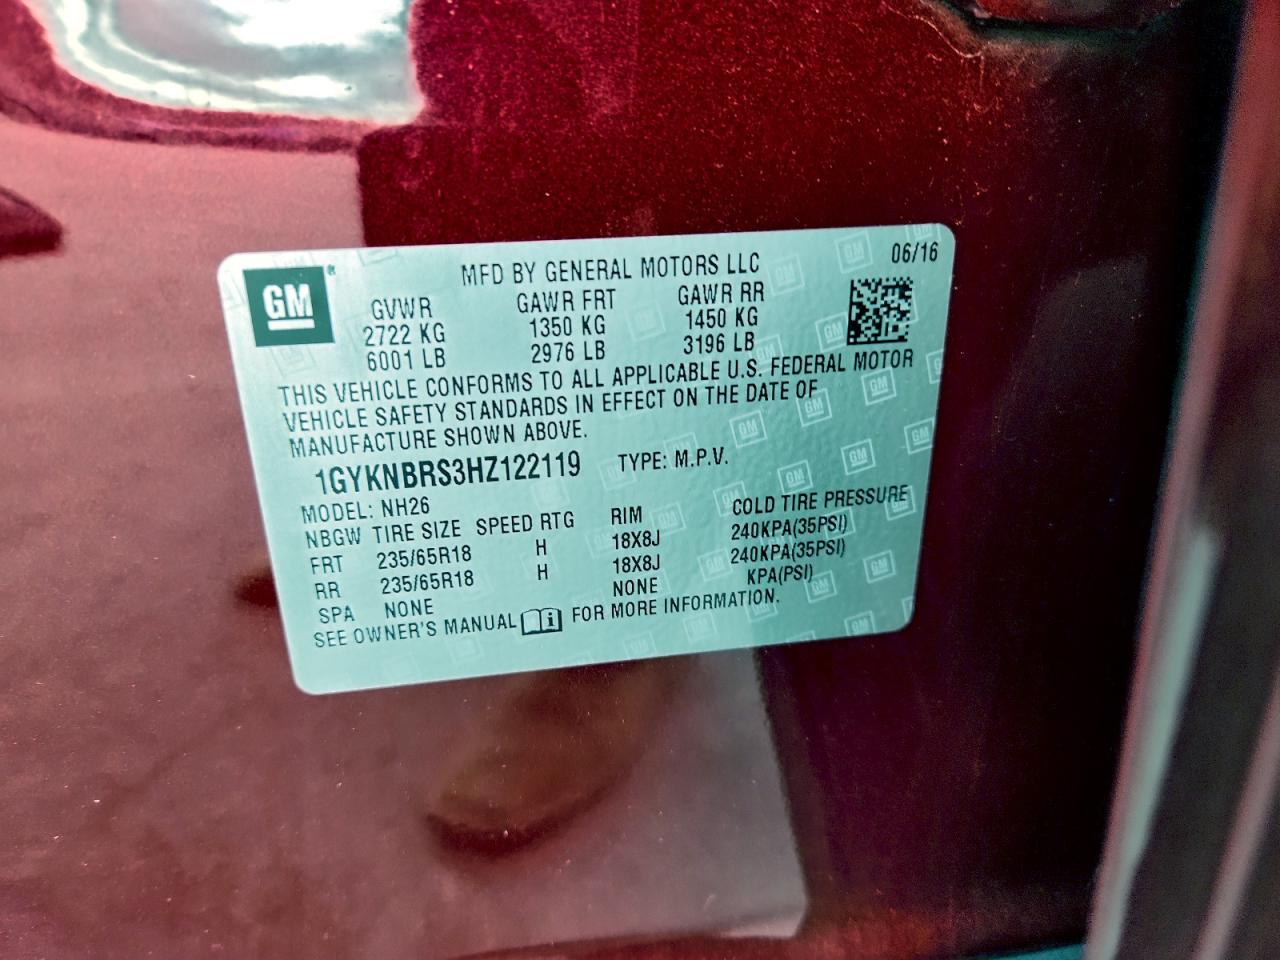 GM
06/16
MFD BY GENERAL MOTORS LLC
GVWR GAWR FRT GAWR RR
2722 KG 1350 KG 1450 KG
6001 LB 2976 LB 3196 LB
THIS VEHICLE CONFORMS TO ALL APPLICABLE U.S. FEDERAL MOTOR
VEHICLE SAFETY STANDARDS IN EFFECT ON THE DATE OF
MANUFACTURE SHOWN ABOVE.
1GYKNBRS3HZ122119 TYPE: M.P.V.
MODEL: NH26
NBGW TIRE SIZE SPEED RTG RIM COLD TIRE PRESSURE
FRT 235/65R18 H 18X8J 240KPA(35PSI)
RR 235/65R18 H 18X8J 240KPA(35PSI)
SPA NONE NONE KPA(PSI)
SEE OWNER'S MANUAL FOR MORE INFORMATION.